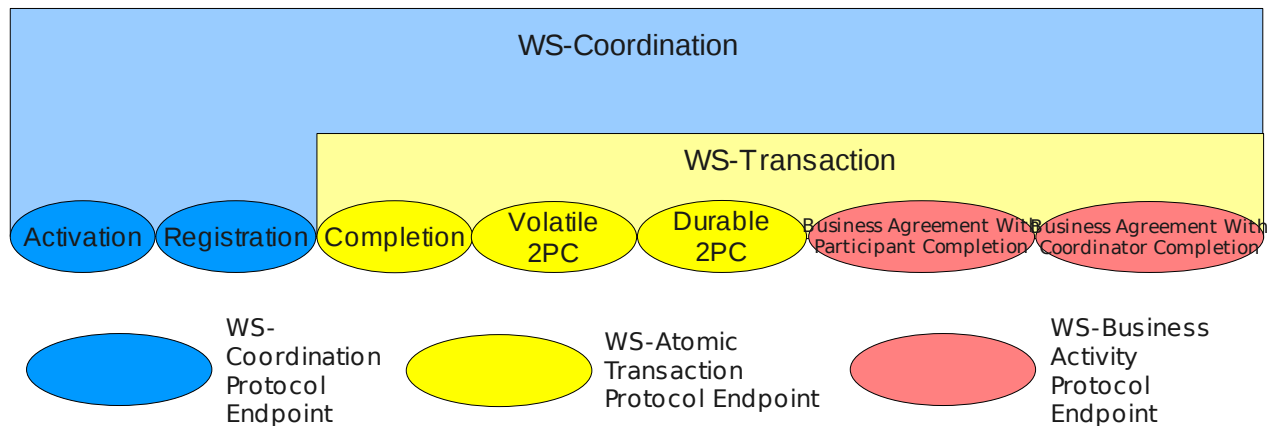 WS-Coordination
WS-Transaction
Activation
Registration
Completion
Volatile
2PC
Durable
2PC
Business Agreement With
Participant Completion
Business Agreement With
Coordinator Completion
WS-
Coordination
Protocol
Endpoint
WS-Atomic
Transaction
Protocol Endpoint
WS-Business
Activity
Protocol
Endpoint